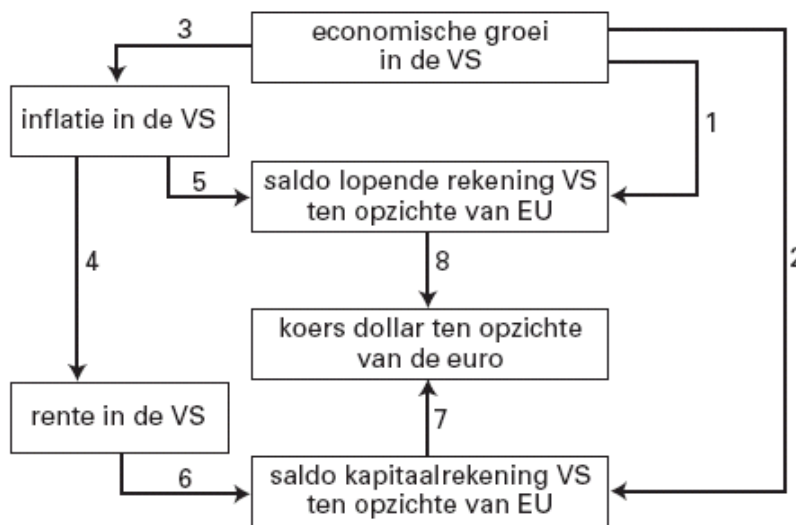 3
economische groei
in de VS
inflatie in de VS
1
5
saldo lopende rekening VS
ten opzichte van EU
4
8
2
koers dollar ten opzichte
van de euro
rente in de VS
7
6
saldo kapitaalrekening VS
ten opzichte van EU